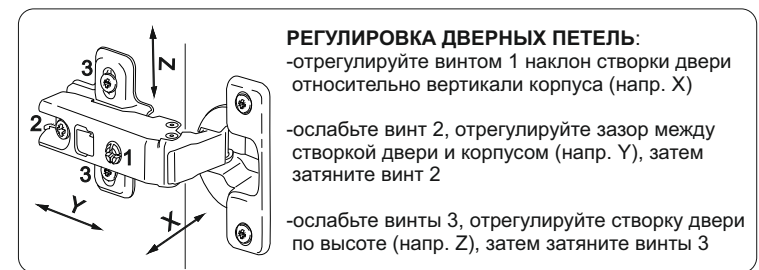 РЕГУЛИРОВКА ДВЕРНЫХ ПЕТЕЛЬ:
-отрегулируйте винтом 1 наклон створки двери
относительно вертикали корпуса (напр. X)
-ослабьте винт 2, отрегулируйте зазор между
створкой двери и корпусом (напр. Y), затем
затяните винт 2
-ослабьте винты 3, отрегулируйте створку двери
по высоте (напр. Z), затем затяните винты 3
3
Z
2
1
3
Y
X